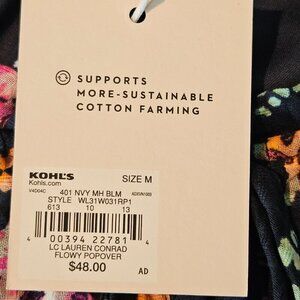 SUPPORTS
MORE-SUSTAINABLE
COTTON FARMING
KOHL'S
Kohls.com
SIZE M
V4D04C
401 NVY MH BLM
STYLE WL31W031RP1
613 10 13
4 00394 22781 4
LC LAUREN CONRAD
FLOWY POPOVER
$48.00
AD